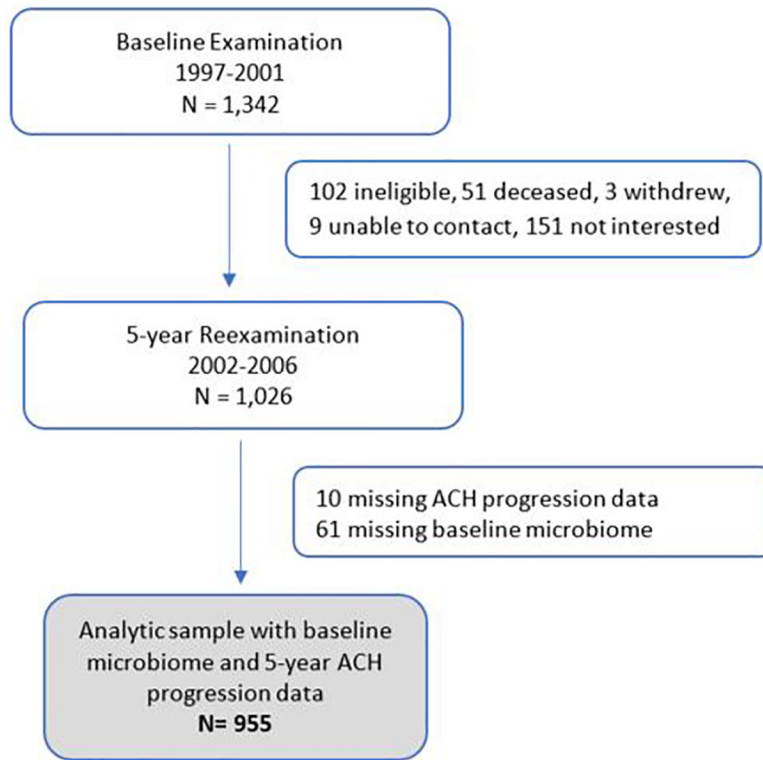 Baseline Examination
1997-2001
N = 1,342
102 ineligible, 51 deceased, 3 withdrew,
9 unable to contact, 151 not interested
5-year Reexamination
2002-2006
N = 1,026
10 missing ACH progression data
61 missing baseline microbiome
Analytic sample with baseline
microbiome and 5-year ACH
progression data
N= 955